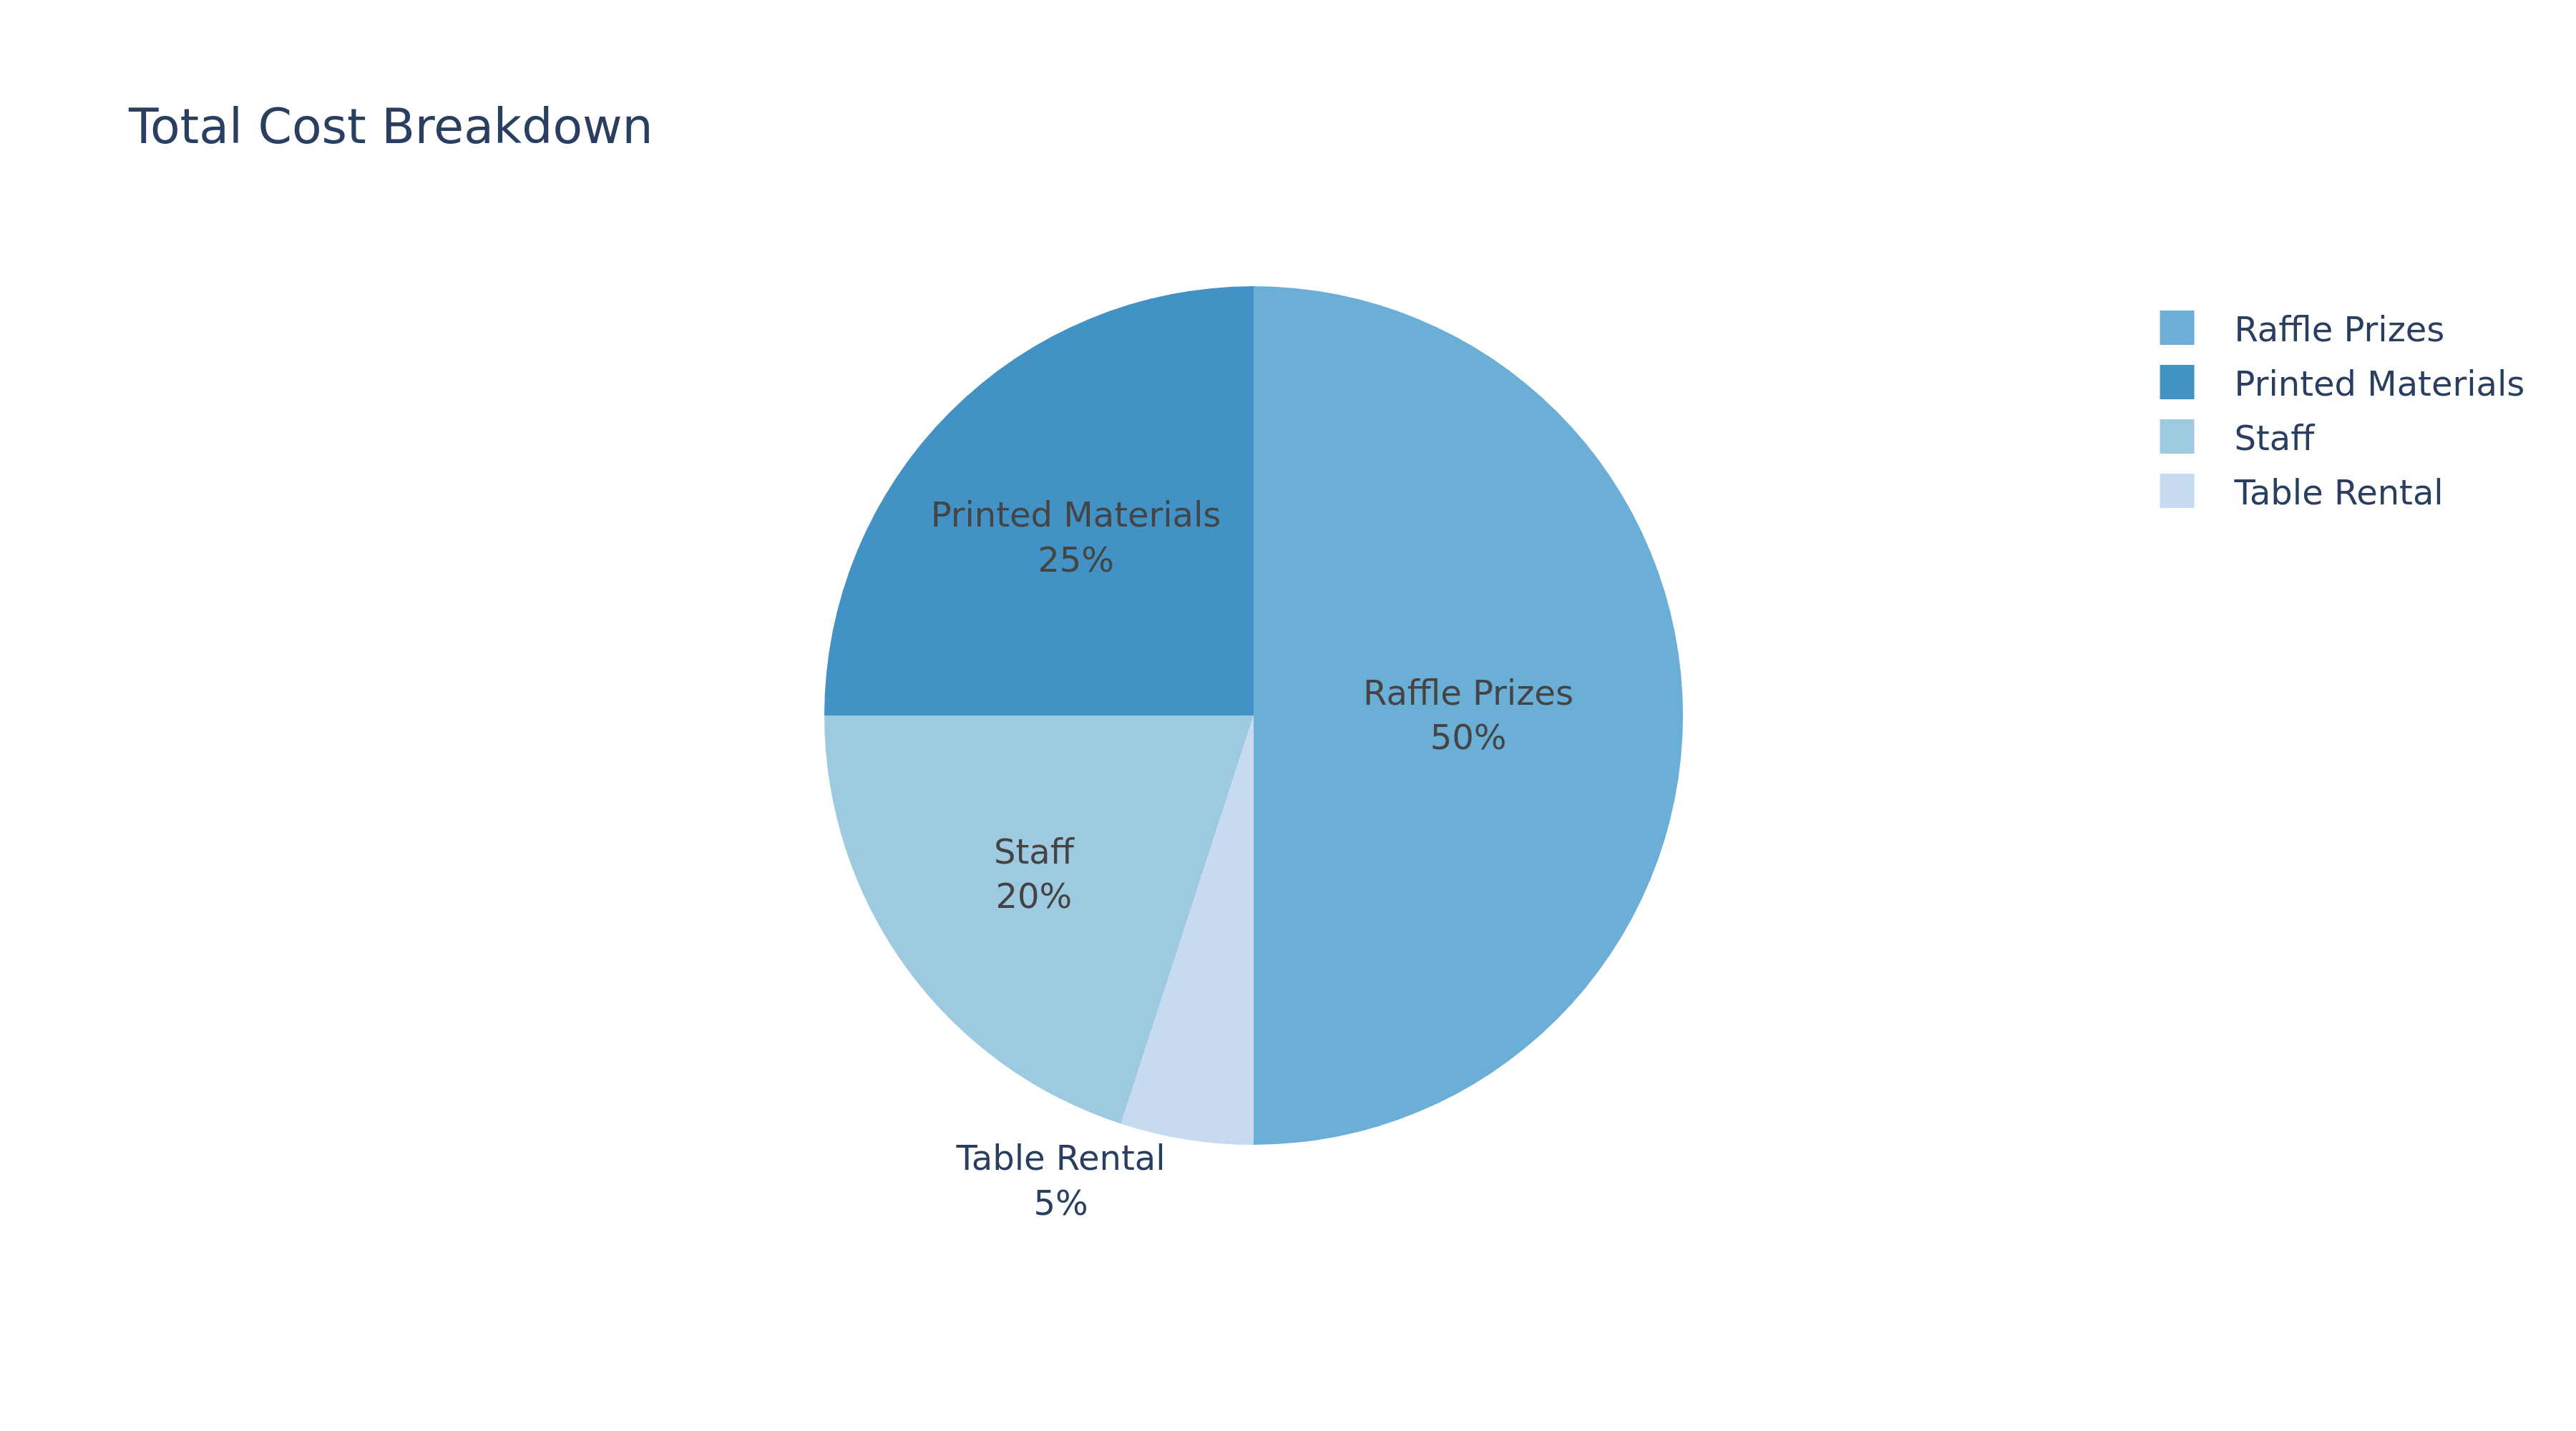 Total Cost Breakdown
Raffle Prizes
Printed Materials
Staff
Table Rental
Printed Materials
25%
Raffle Prizes
50%
Staff
20%
Table Rental
5%